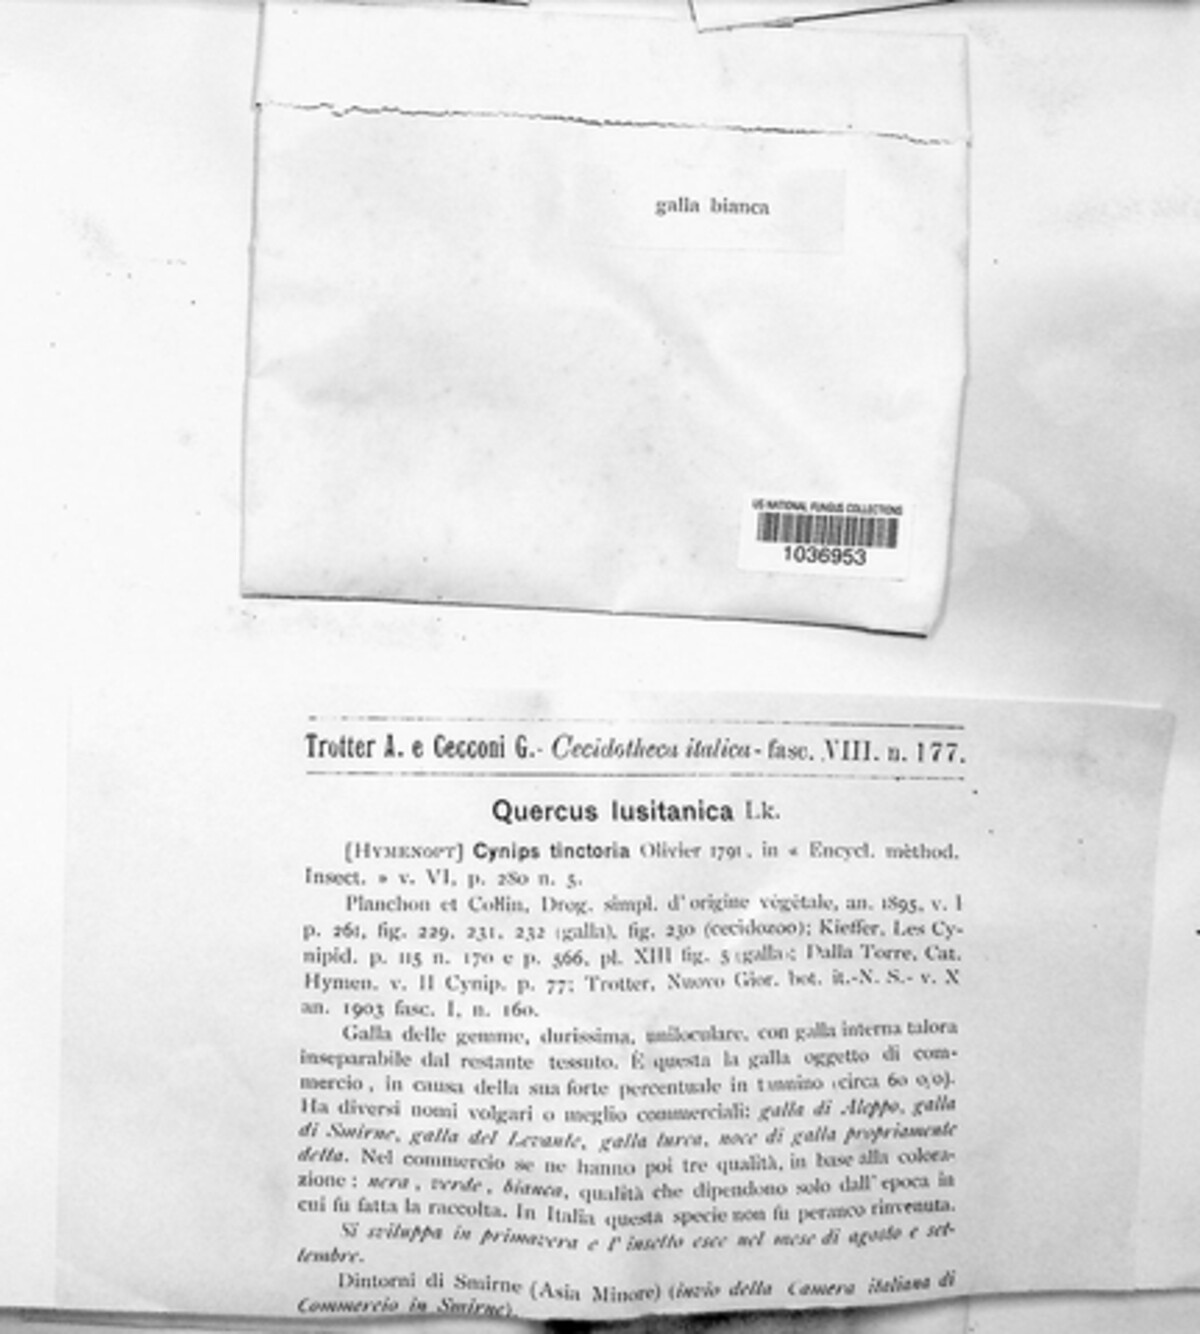 galla bianca
US NATIONAL FUNGUS COLLECTIONS
1036953
Trotter A. e Cecconi G.- Cecidotheca italica - fasc. VIII. n. 177.
Quercus lusitanica Lk.
[HYMENOPT] Cynips tinctoria Olivier 1791, in « Encycl. mèthod.
Insect. » v. VI, p. 280 n. 5.
Planchon et Collin, Drog. simpl. d'origine végétale, an. 1895, v. I
p. 261, fig. 229, 231, 232 (galla), fig. 230 (cecidozoo); Kieffer, Les Cy-
nipid. p. 115 n. 170 e p. 566, pl. XIII fig. 5 (galla); Dalla Torre, Cat.
Hymen. v. II Cynip. p. 77; Trotter, Nuovo Gior. bot. it.-N. S.- v. X
an. 1903 fasc. I, n. 160.
Galla delle gemme, durissima, uniloculare, con galla interna talora
inseparabile dal restante tessuto. È questa la galla oggetto di com-
mercio, in causa della sua forte percentuale in tannino (circa 60 0/0).
Ha diversi nomi volgari o meglio commerciali: galla di Aleppo, galla
di Smirne, galla del Levante, galla turca, noce di galla propriamente
detta. Nel commercio se ne hanno poi tre qualità, in base alla colora-
zione: nera, verde, bianca, qualità che dipendono solo dall'epoca in
cui fu fatta la raccolta. In Italia questa specie non fu peranco rinvenuta.
Si sviluppa in primavera e l'insetto esce nel mese di agosto e set-
tembre.
Dintorni di Smirne (Asia Minore) (invio della Camera italiana di
Commercio in Smirne).